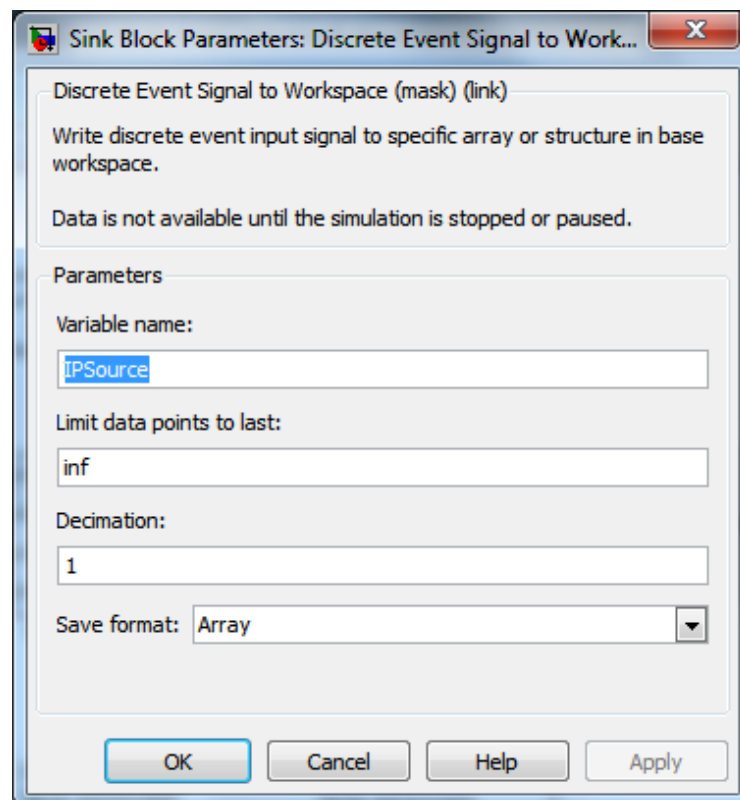 Sink Block Parameters: Discrete Event Signal to Work...
Discrete Event Signal to Workspace (mask) (link)
Write discrete event input signal to specific array or structure in base
workspace.
Data is not available until the simulation is stopped or paused.
Parameters
Variable name:
IPSource
Limit data points to last:
inf
Decimation:
1
Save format: Array
OK Cancel Help Apply